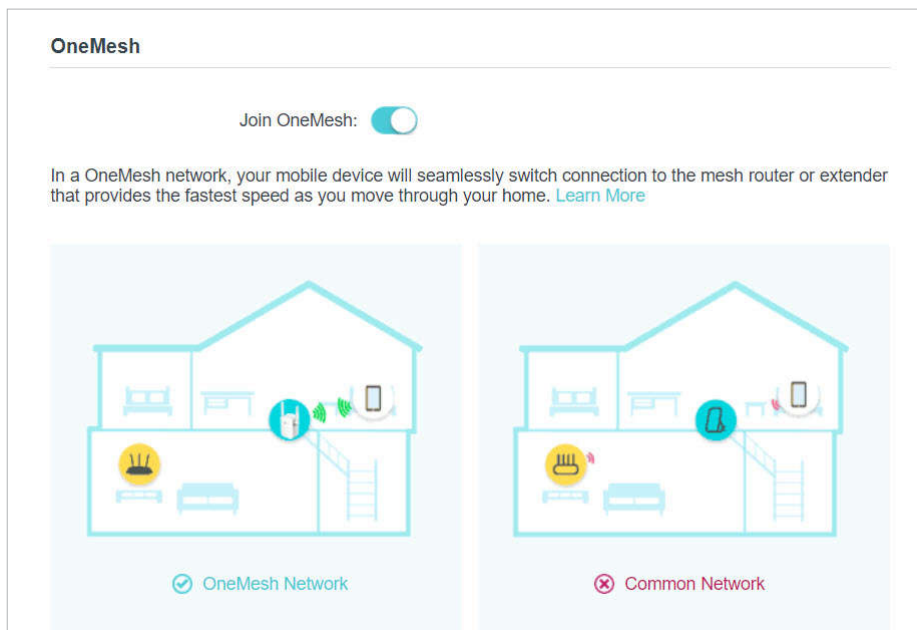 OneMesh
Join OneMesh:
In a OneMesh network, your mobile device will seamlessly switch connection to the mesh router or extender
that provides the fastest speed as you move through your home. Learn More
OneMesh Network
Common Network